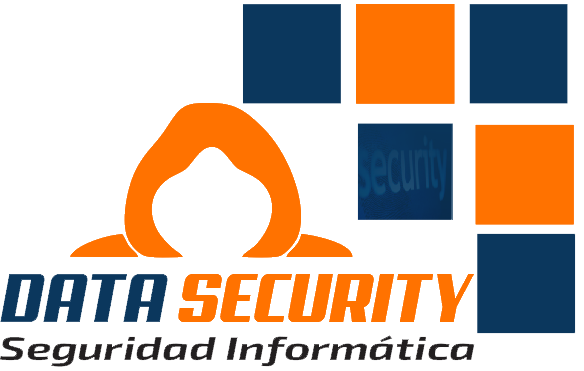 security
DATA SECURITY
Seguridad Informática